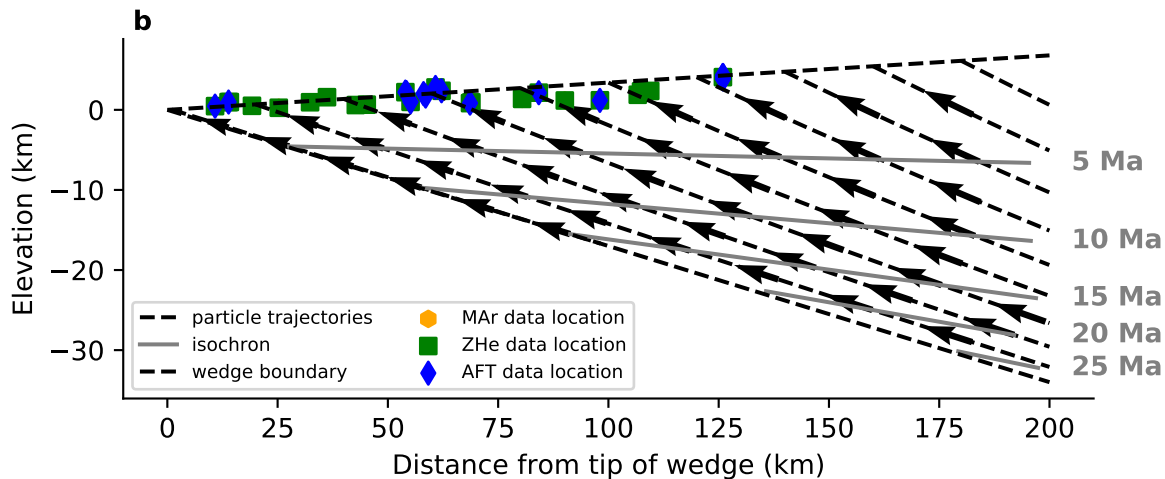 b
Elevation (km)
0
−10
−20
−30
5 Ma
10 Ma
15 Ma
20 Ma
25 Ma
particle trajectories
isochron
wedge boundary
MAr data location
ZHe data location
AFT data location
0 25 50 75 100 125 150 175 200
Distance from tip of wedge (km)